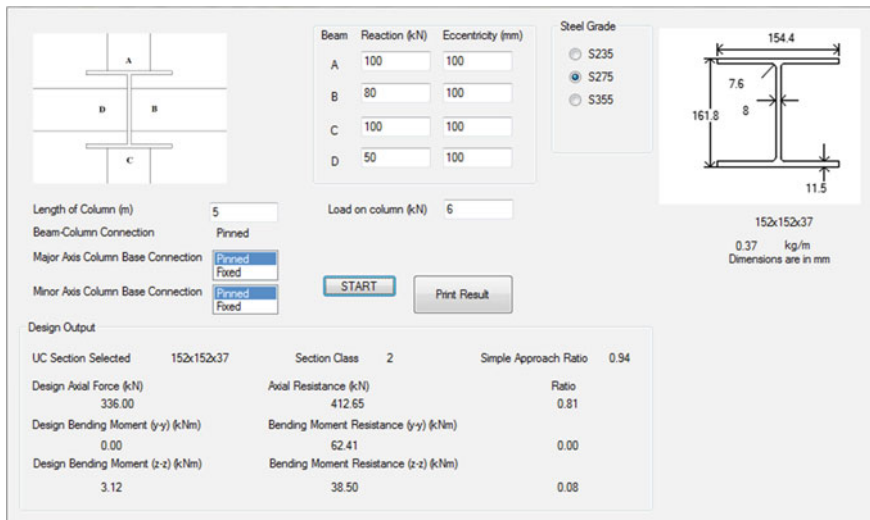 A
D B
C
Beam Reaction (kN) Eccentricity (mm)
A 100 100
B 80 100
C 100 100
D 50 100
Steel Grade
S235
S275
S355
154.4
7.6
8
161.8
11.5
152x152x37
0.37 kg/m
Dimensions are in mm
Length of Column (m) 5
Load on column (kN) 6
Beam-Column Connection Pinned
Major Axis Column Base Connection Pinned
Fixed
Minor Axis Column Base Connection Pinned
Fixed
START
Print Result
Design Output
UC Section Selected 152x152x37 Section Class 2 Simple Approach Ratio 0.94
Design Axial Force (kN) Axial Resistance (kN) Ratio
336.00 412.65 0.81
Design Bending Moment (y-y) (kNm) Bending Moment Resistance (y-y) (kNm)
0.00 62.41 0.00
Design Bending Moment (z-z) (kNm) Bending Moment Resistance (z-z) (kNm)
3.12 38.50 0.08